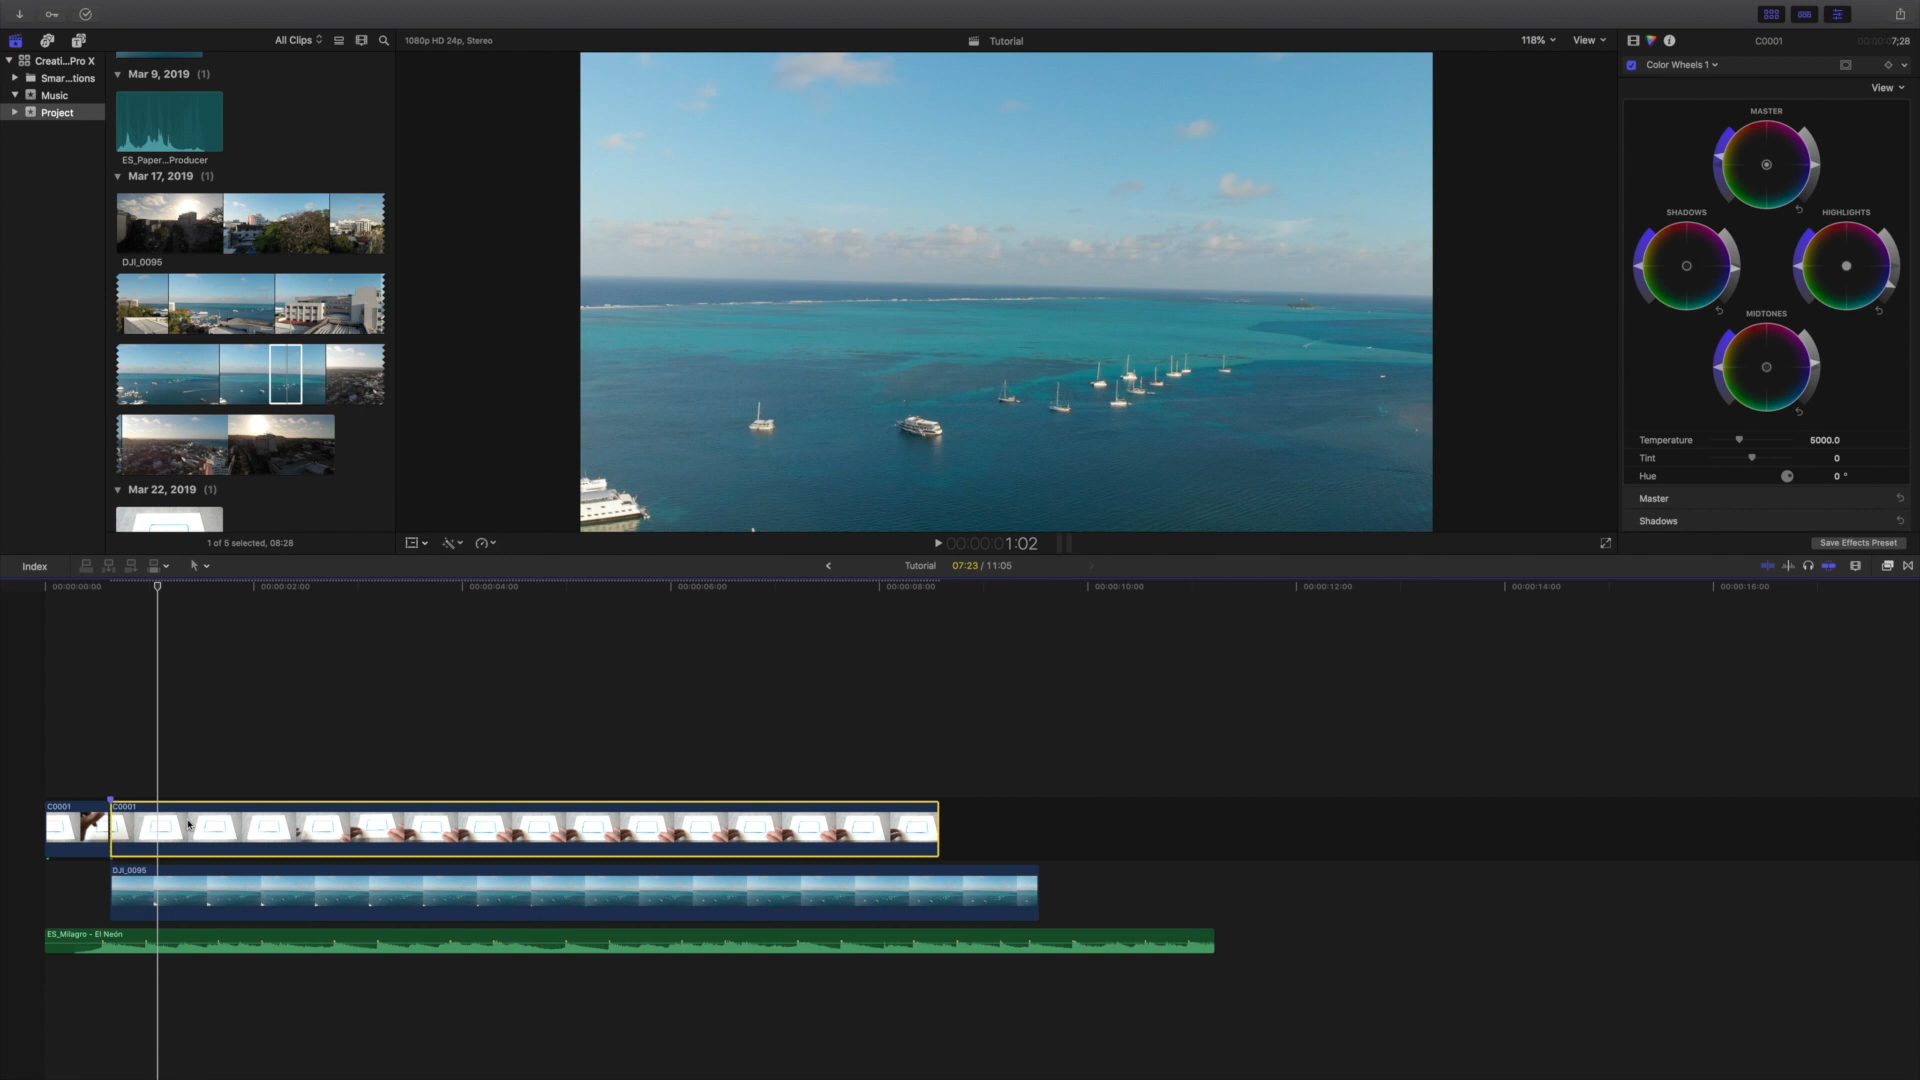 All Clips
1080p HD 24p, Stereo
Tutorial
118%
View
C0001
00:00:00:07;28
Creati...Pro X
Smar...tions
Music
Project
Mar 9, 2019 (1)
ES_Paper...Producer
Mar 17, 2019 (1)
DJI_0095
Mar 22, 2019 (1)
1 of 5 selected, 08:28
Color Wheels 1
View
MASTER
SHADOWS
HIGHLIGHTS
MIDTONES
Temperature 5000.0
Tint 0
Hue 0 °
Master
Shadows
Save Effects Preset
00:00:01:02
Index
Tutorial
07:23 / 11:05
00:00:00:00
00:00:02:00
00:00:04:00
00:00:06:00
00:00:08:00
00:00:10:00
00:00:12:00
00:00:14:00
00:00:16:00
C0001
C0001
DJI_0095
ES_Milagro - El Neón